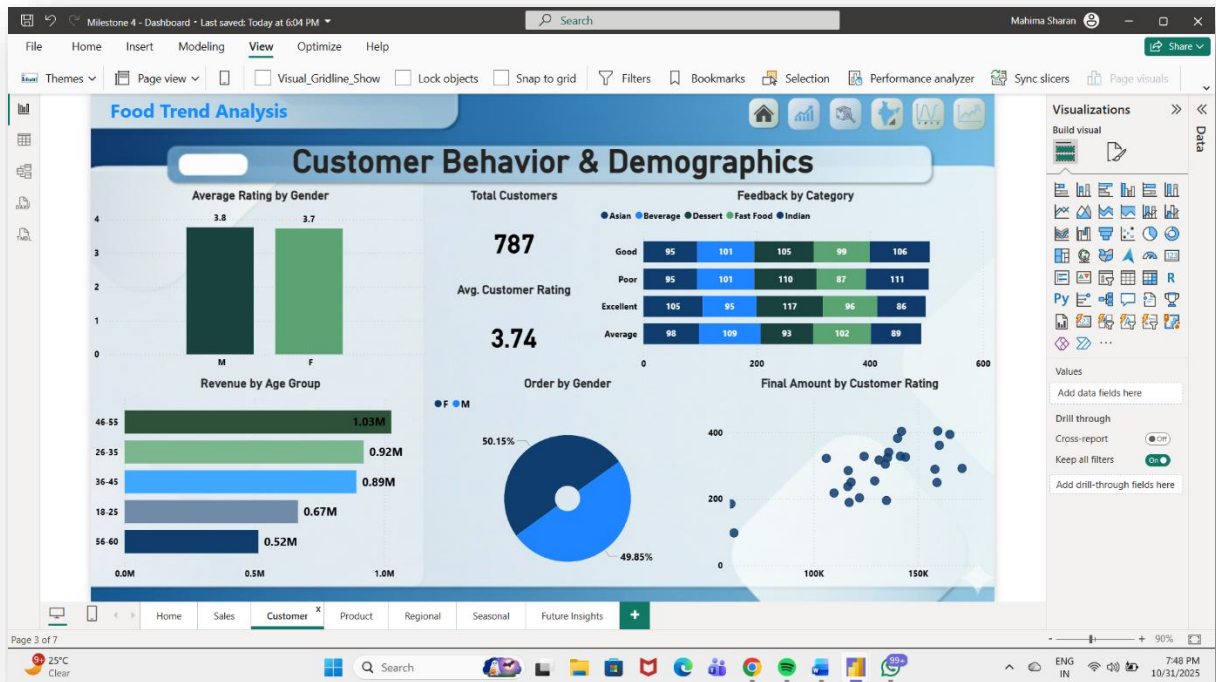 Milestone 4 - Dashboard • Last saved: Today at 6:04 PM
Search
Mahima Sharan
File Home Insert Modeling View Optimize Help
Share
Themes Page view Visual_Gridline_Show Lock objects Snap to grid Filters Bookmarks Selection Performance analyzer Sync slicers Page visuals
Food Trend Analysis
Customer Behavior & Demographics
Average Rating by Gender
4
3
2
1
0
3.8 3.7
M F
Total Customers
787
Avg. Customer Rating
3.74
Feedback by Category
Asian Beverage Dessert Fast Food Indian
Good 95 101 105 99 106
Poor 95 101 110 87 111
Excellent 105 95 117 96 86
Average 98 109 93 102 89
0 200 400 600
Revenue by Age Group
46-55 1.03M
26-35 0.92M
36-45 0.89M
18-25 0.67M
56-60 0.52M
0.0M 0.5M 1.0M
Order by Gender
F M
50.15%
49.85%
Final Amount by Customer Rating
400
200
0
100K 150K
Visualizations
Build visual
R
Py
Values
Add data fields here
Drill through
Cross-report Off
Keep all filters On
Add drill-through fields here
Data
Home Sales Customer Product Regional Seasonal Future Insights
Page 3 of 7
90%
25°C
Clear
Search
99+
ENG
IN
7:48 PM
10/31/2025